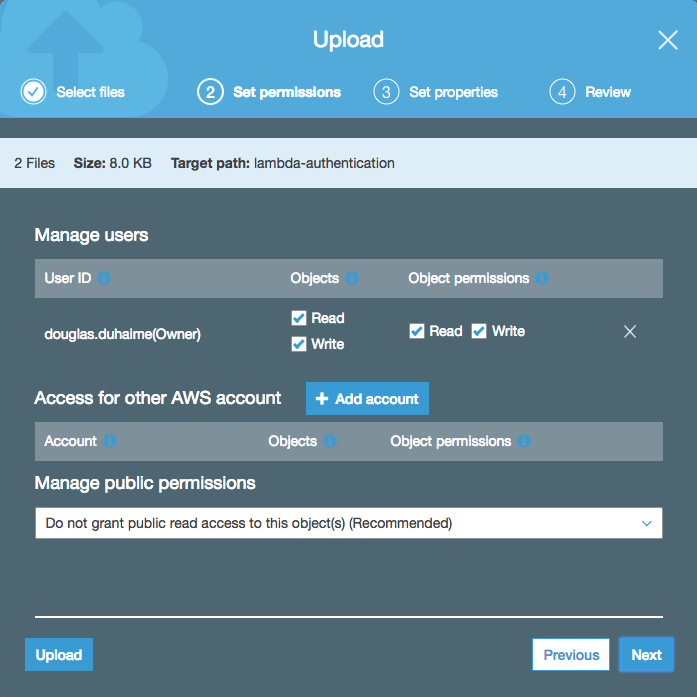 Upload
Select files 2 Set permissions 3 Set properties 4 Review
2 Files Size: 8.0 KB Target path: lambda-authentication
Manage users
User ID Objects Object permissions
Read
douglas.duhaime(Owner) Read Write
Write
Access for other AWS account + Add account
Account Objects Object permissions
Manage public permissions
Do not grant public read access to this object(s) (Recommended)
Upload Previous Next